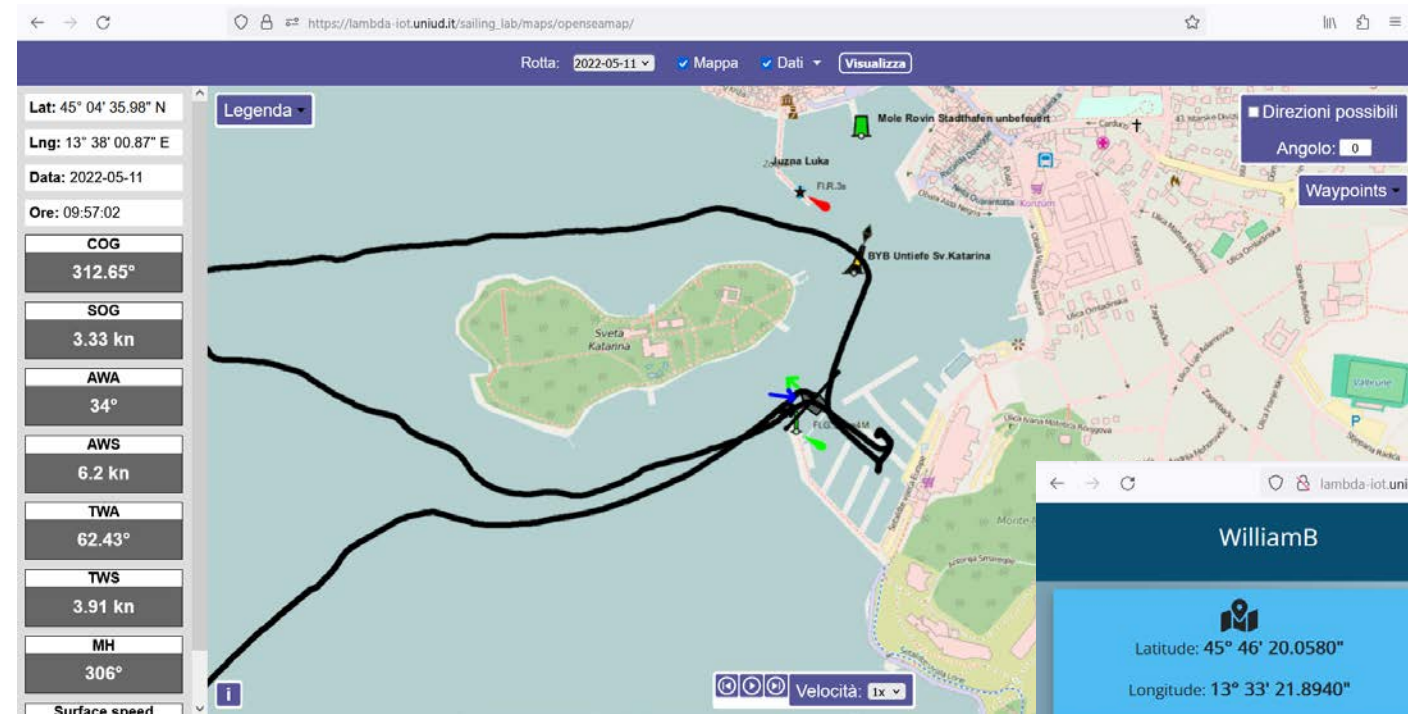 https://lambda-iot.uniud.it/sailing_lab/maps/openseamap/
Rotta: 2022-05-11 Mappa Dati Visualizza
Lat: 45° 04' 35.98" N
Lng: 13° 38' 00.87" E
Data: 2022-05-11
Ore: 09:57:02
COG
312.65°
SOG
3.33 kn
AWA
34°
AWS
6.2 kn
TWA
62.43°
TWS
3.91 kn
MH
306°
Surface speed
Legenda
Direzioni possibili
Angolo: 0
Waypoints
Mole Rovin Stadthafen unbefeuert
Juzna Luka
Fl.R.3s
BYB Untiefe Sv.Katarina
Sveta
Katarina
Konzum
Carducci
Zagrebačka
Fontana
P
i
Velocità: 1x
lambda-iot.uni
WilliamB
Latitude: 45° 46' 20.0580"
Longitude: 13° 33' 21.8940"